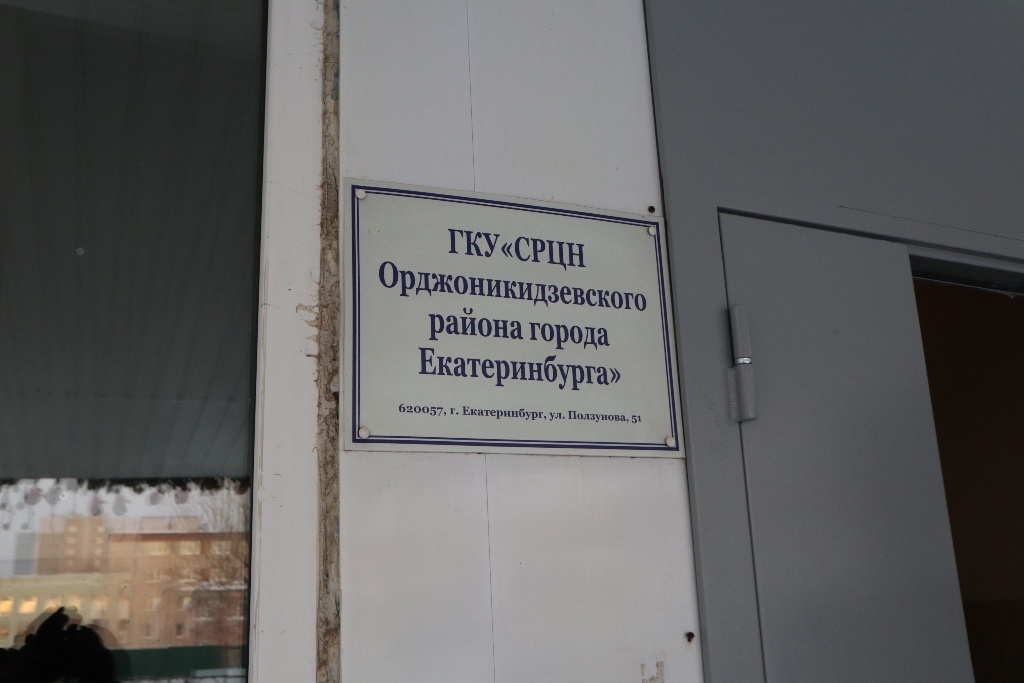 ГКУ«СРЦН
Орджоникидзевского
района города
Екатеринбурга»
620057, г. Екатеринбург, ул. Ползунова, 51